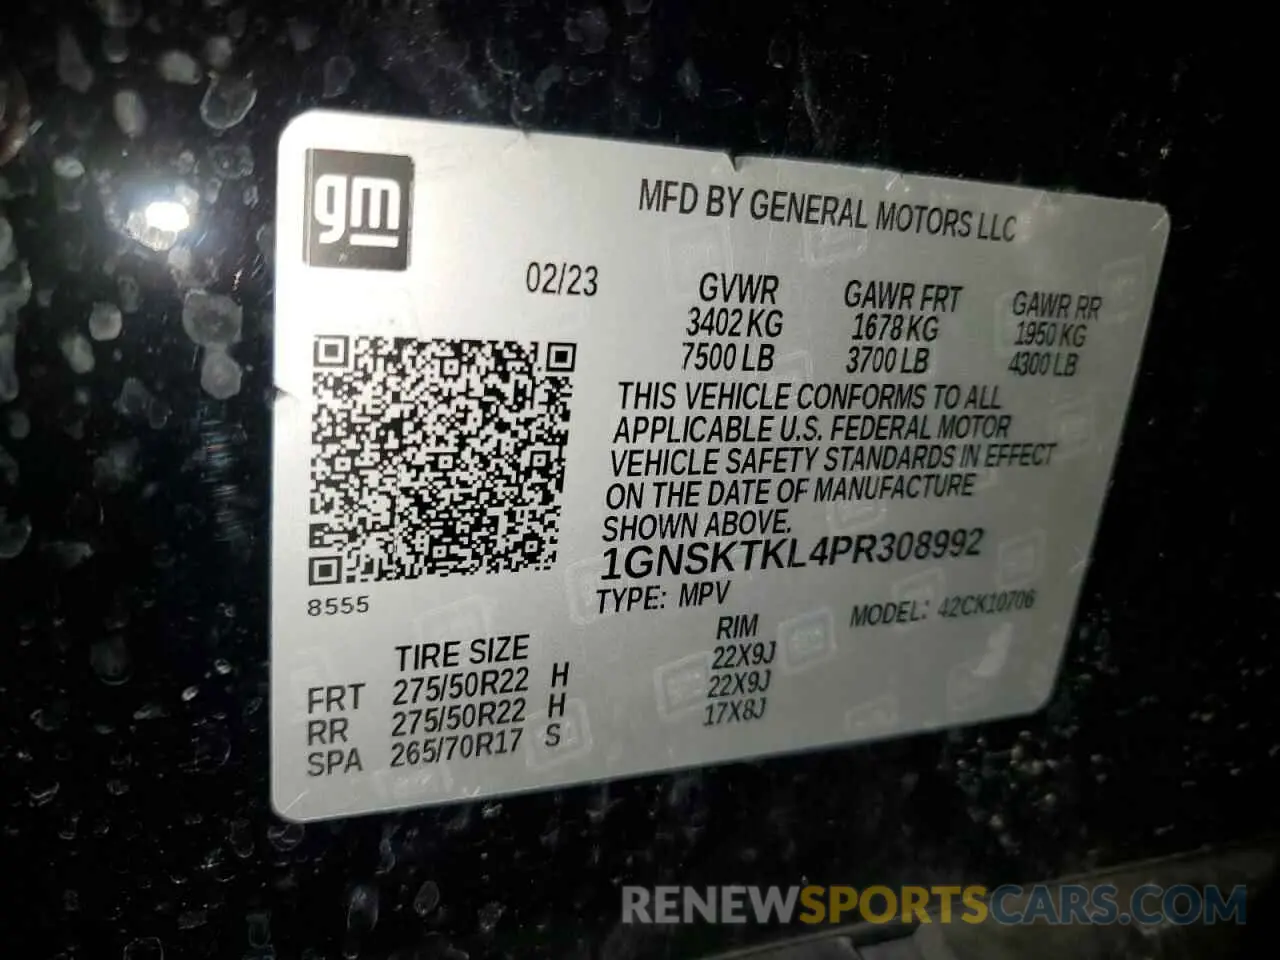 gm
MFD BY GENERAL MOTORS LLC
02/23
GVWR GAWR FRT GAWR RR
3402 KG 1678 KG 1950 KG
7500 LB 3700 LB 4300 LB
THIS VEHICLE CONFORMS TO ALL
APPLICABLE U.S. FEDERAL MOTOR
VEHICLE SAFETY STANDARDS IN EFFECT
ON THE DATE OF MANUFACTURE
SHOWN ABOVE.
1GNSKTKL4PR308992
TYPE: MPV MODEL: 42CK10706
8555
TIRE SIZE RIM
FRT 275/50R22 H 22X9J
RR 275/50R22 H 22X9J
SPA 265/70R17 S 17X8J
RENEWSPORTSCARS.COM